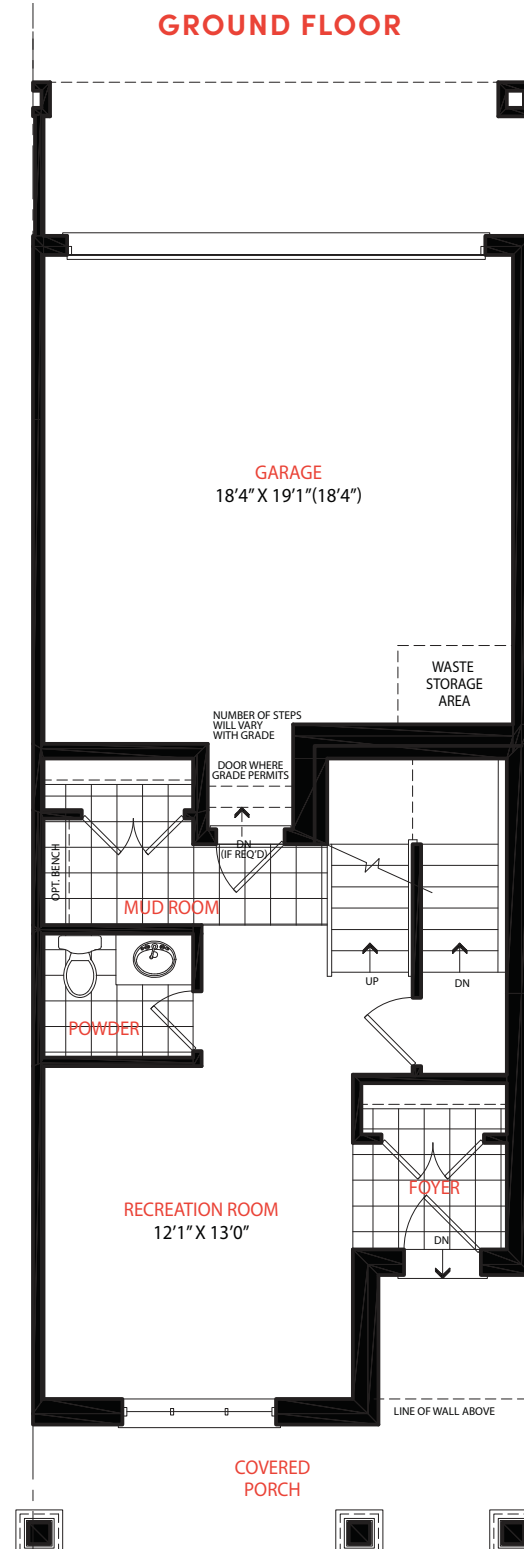 GROUND FLOOR
GARAGE
18'4" X 19'1"(18'4")
WASTE
STORAGE
AREA
NUMBER OF STEPS
WILL VARY
WITH GRADE
DOOR WHERE
GRADE PERMITS
DN
(IF REQ'D)
OPT. BENCH
MUD ROOM
UP
DN
POWDER
FOYER
RECREATION ROOM
12'1" X 13'0"
DN
LINE OF WALL ABOVE
COVERED
PORCH